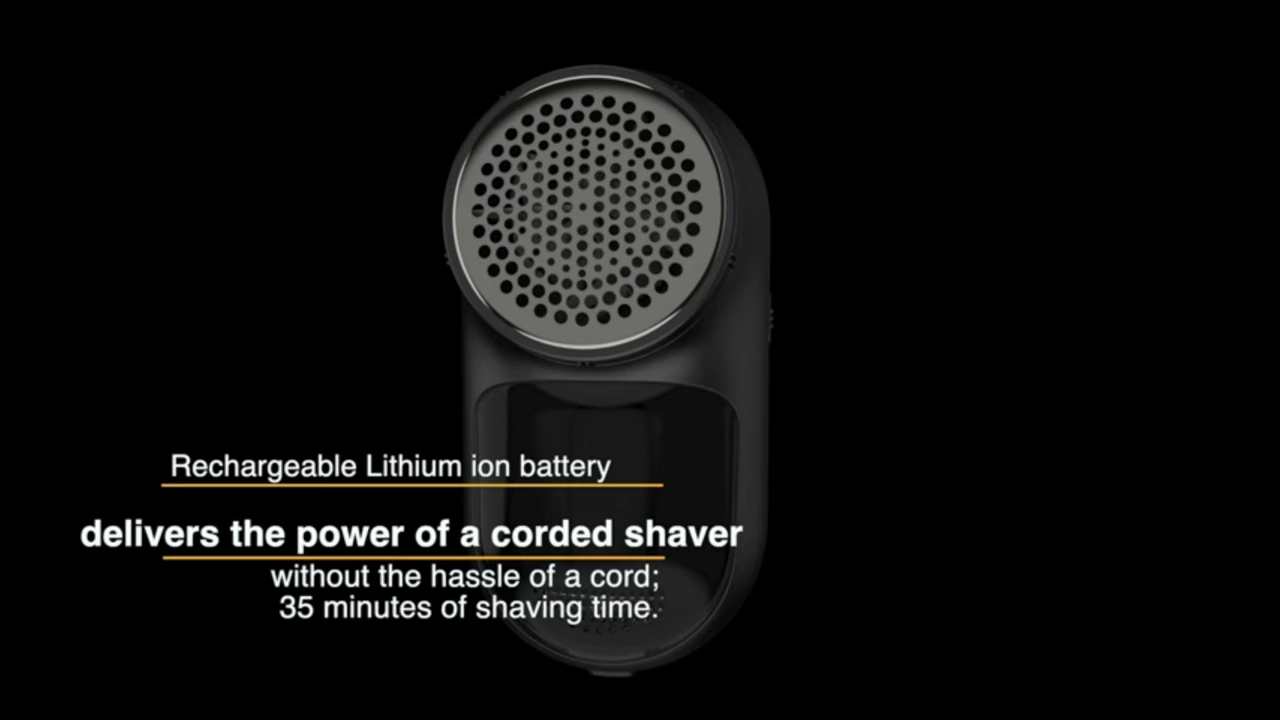 Rechargeable Lithium ion battery
delivers the power of a corded shaver
without the hassle of a cord;
35 minutes of shaving time.